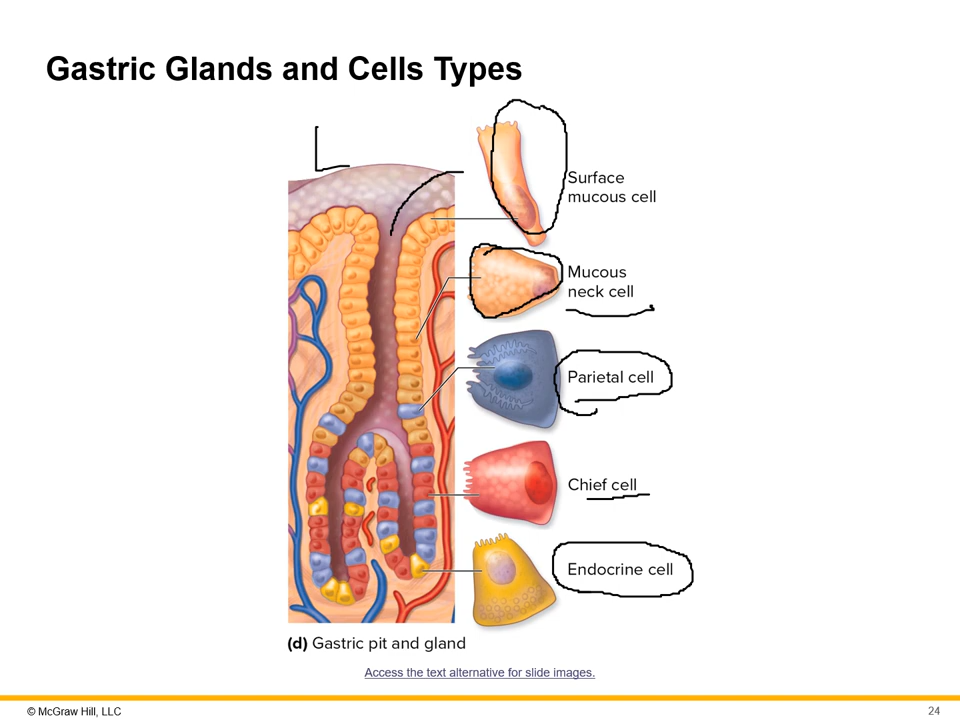 Gastric Glands and Cells Types
Surface
mucous cell
Mucous
neck cell
Parietal cell
Chief cell
Endocrine cell
(d) Gastric pit and gland
Access the text alternative for slide images.
© McGraw Hill, LLC
24